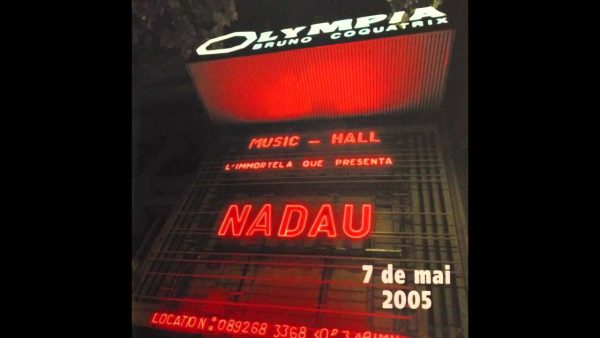 OLYMPIA
BRUNO COQUATRIX
MUSIC - HALL
L'IMMORTELA QUE PRESENTA
NADAU
7 de mai
2005
LOCATION: 089268 3368